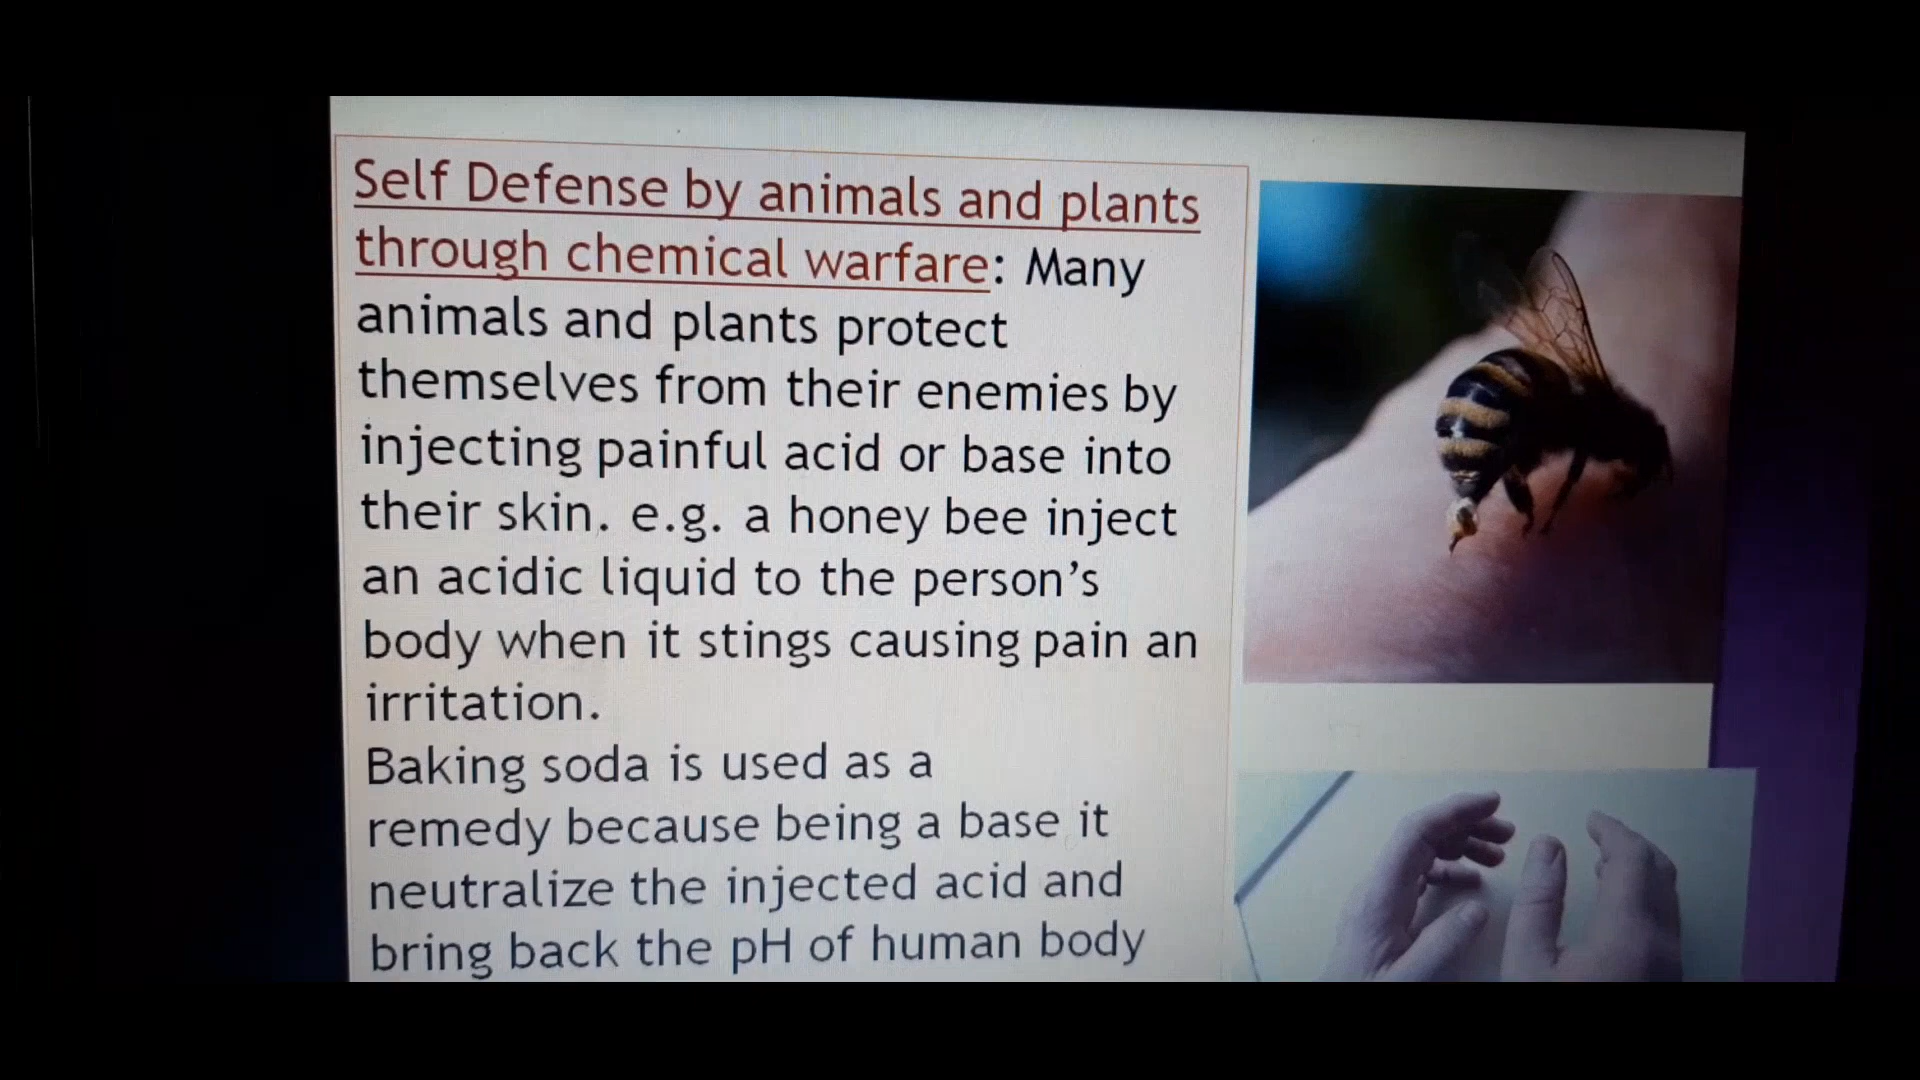 Self Defense by animals and plants
through chemical warfare: Many
animals and plants protect
themselves from their enemies by
injecting painful acid or base into
their skin. e.g. a honey bee inject
an acidic liquid to the person’s
body when it stings causing pain an
irritation.
Baking soda is used as a
remedy because being a base it
neutralize the injected acid and
bring back the pH of human body